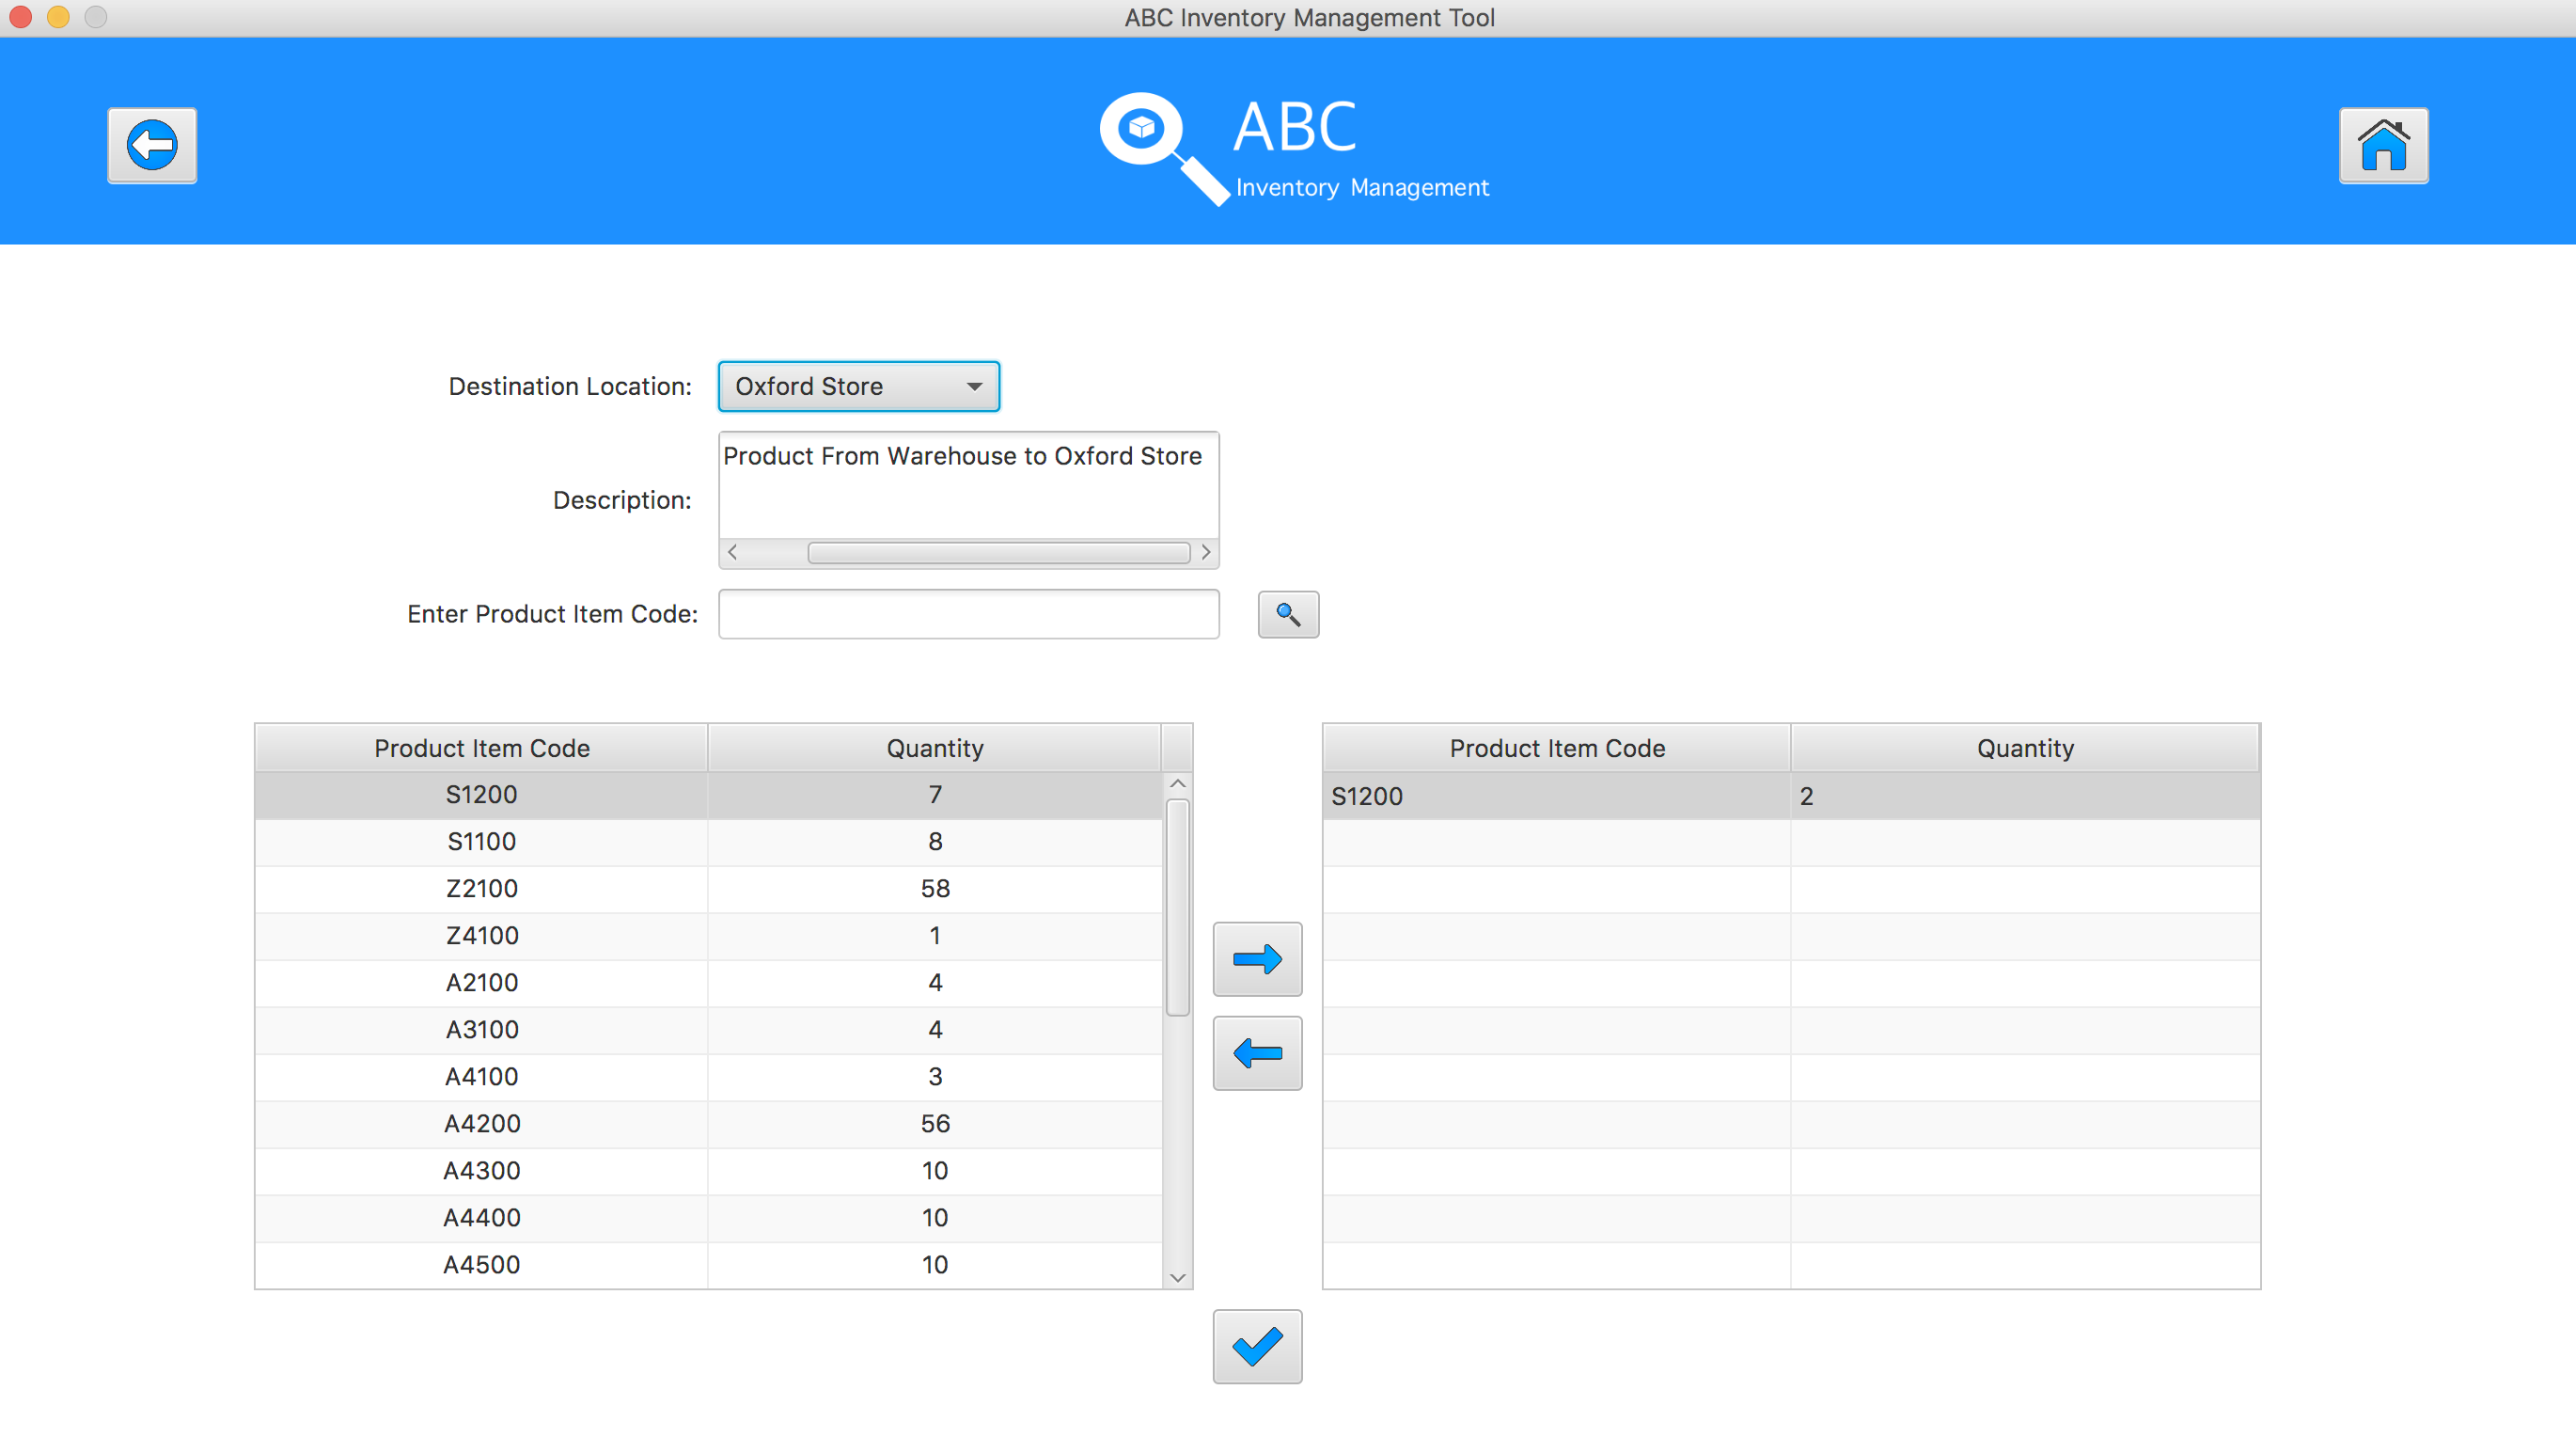 ABC Inventory Management Tool
ABC
Inventory Management
Destination Location: Oxford Store
Product From Warehouse to Oxford Store
Description:
Enter Product Item Code:
Product Item Code Quantity
S1200 7
S1100 8
Z2100 58
Z4100 1
A2100 4
A3100 4
A4100 3
A4200 56
A4300 10
A4400 10
A4500 10
Product Item Code Quantity
S1200 2